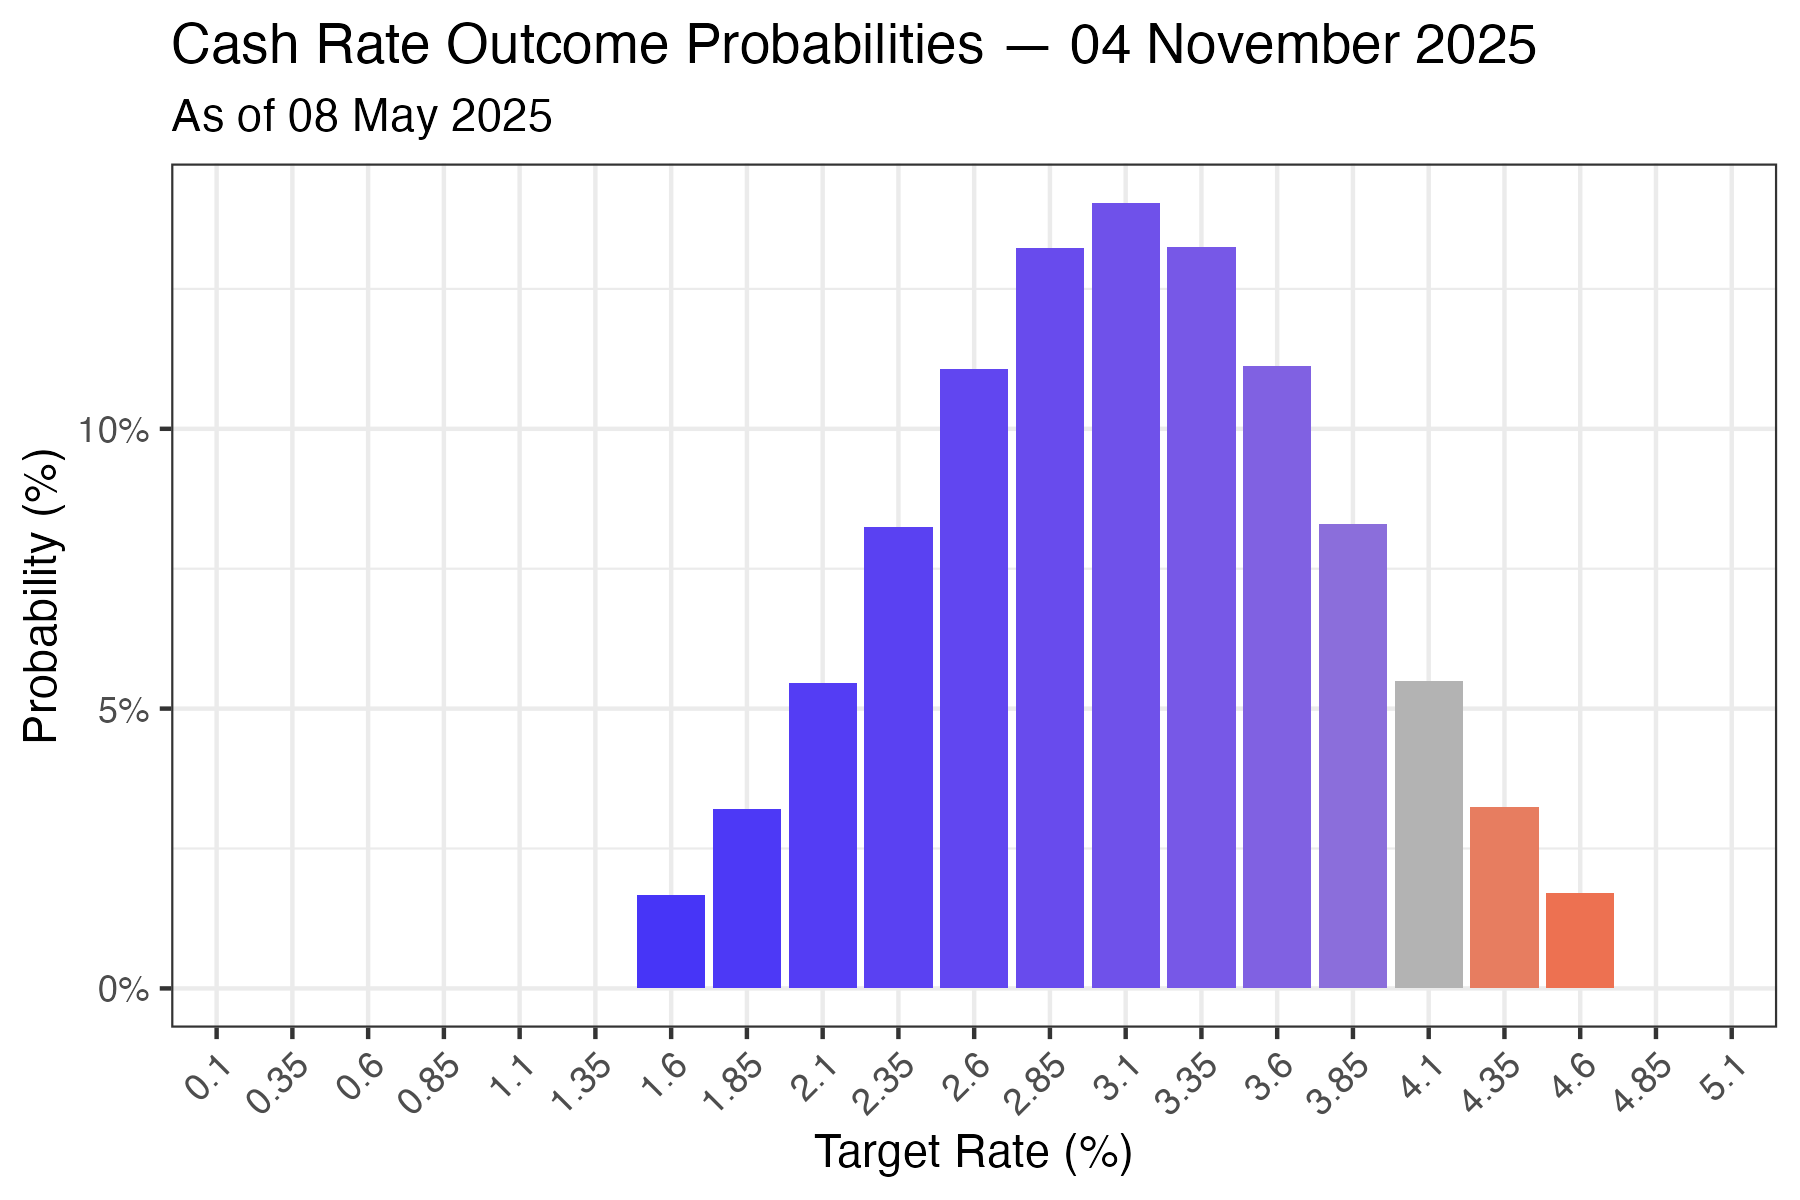 Cash Rate Outcome Probabilities — 04 November 2025
As of 08 May 2025
Probability (%)
10%
5%
0%
0.1 0.35 0.6 0.85 1.1 1.35 1.6 1.85 2.1 2.35 2.6 2.85 3.1 3.35 3.6 3.85 4.1 4.35 4.6 4.85 5.1
Target Rate (%)